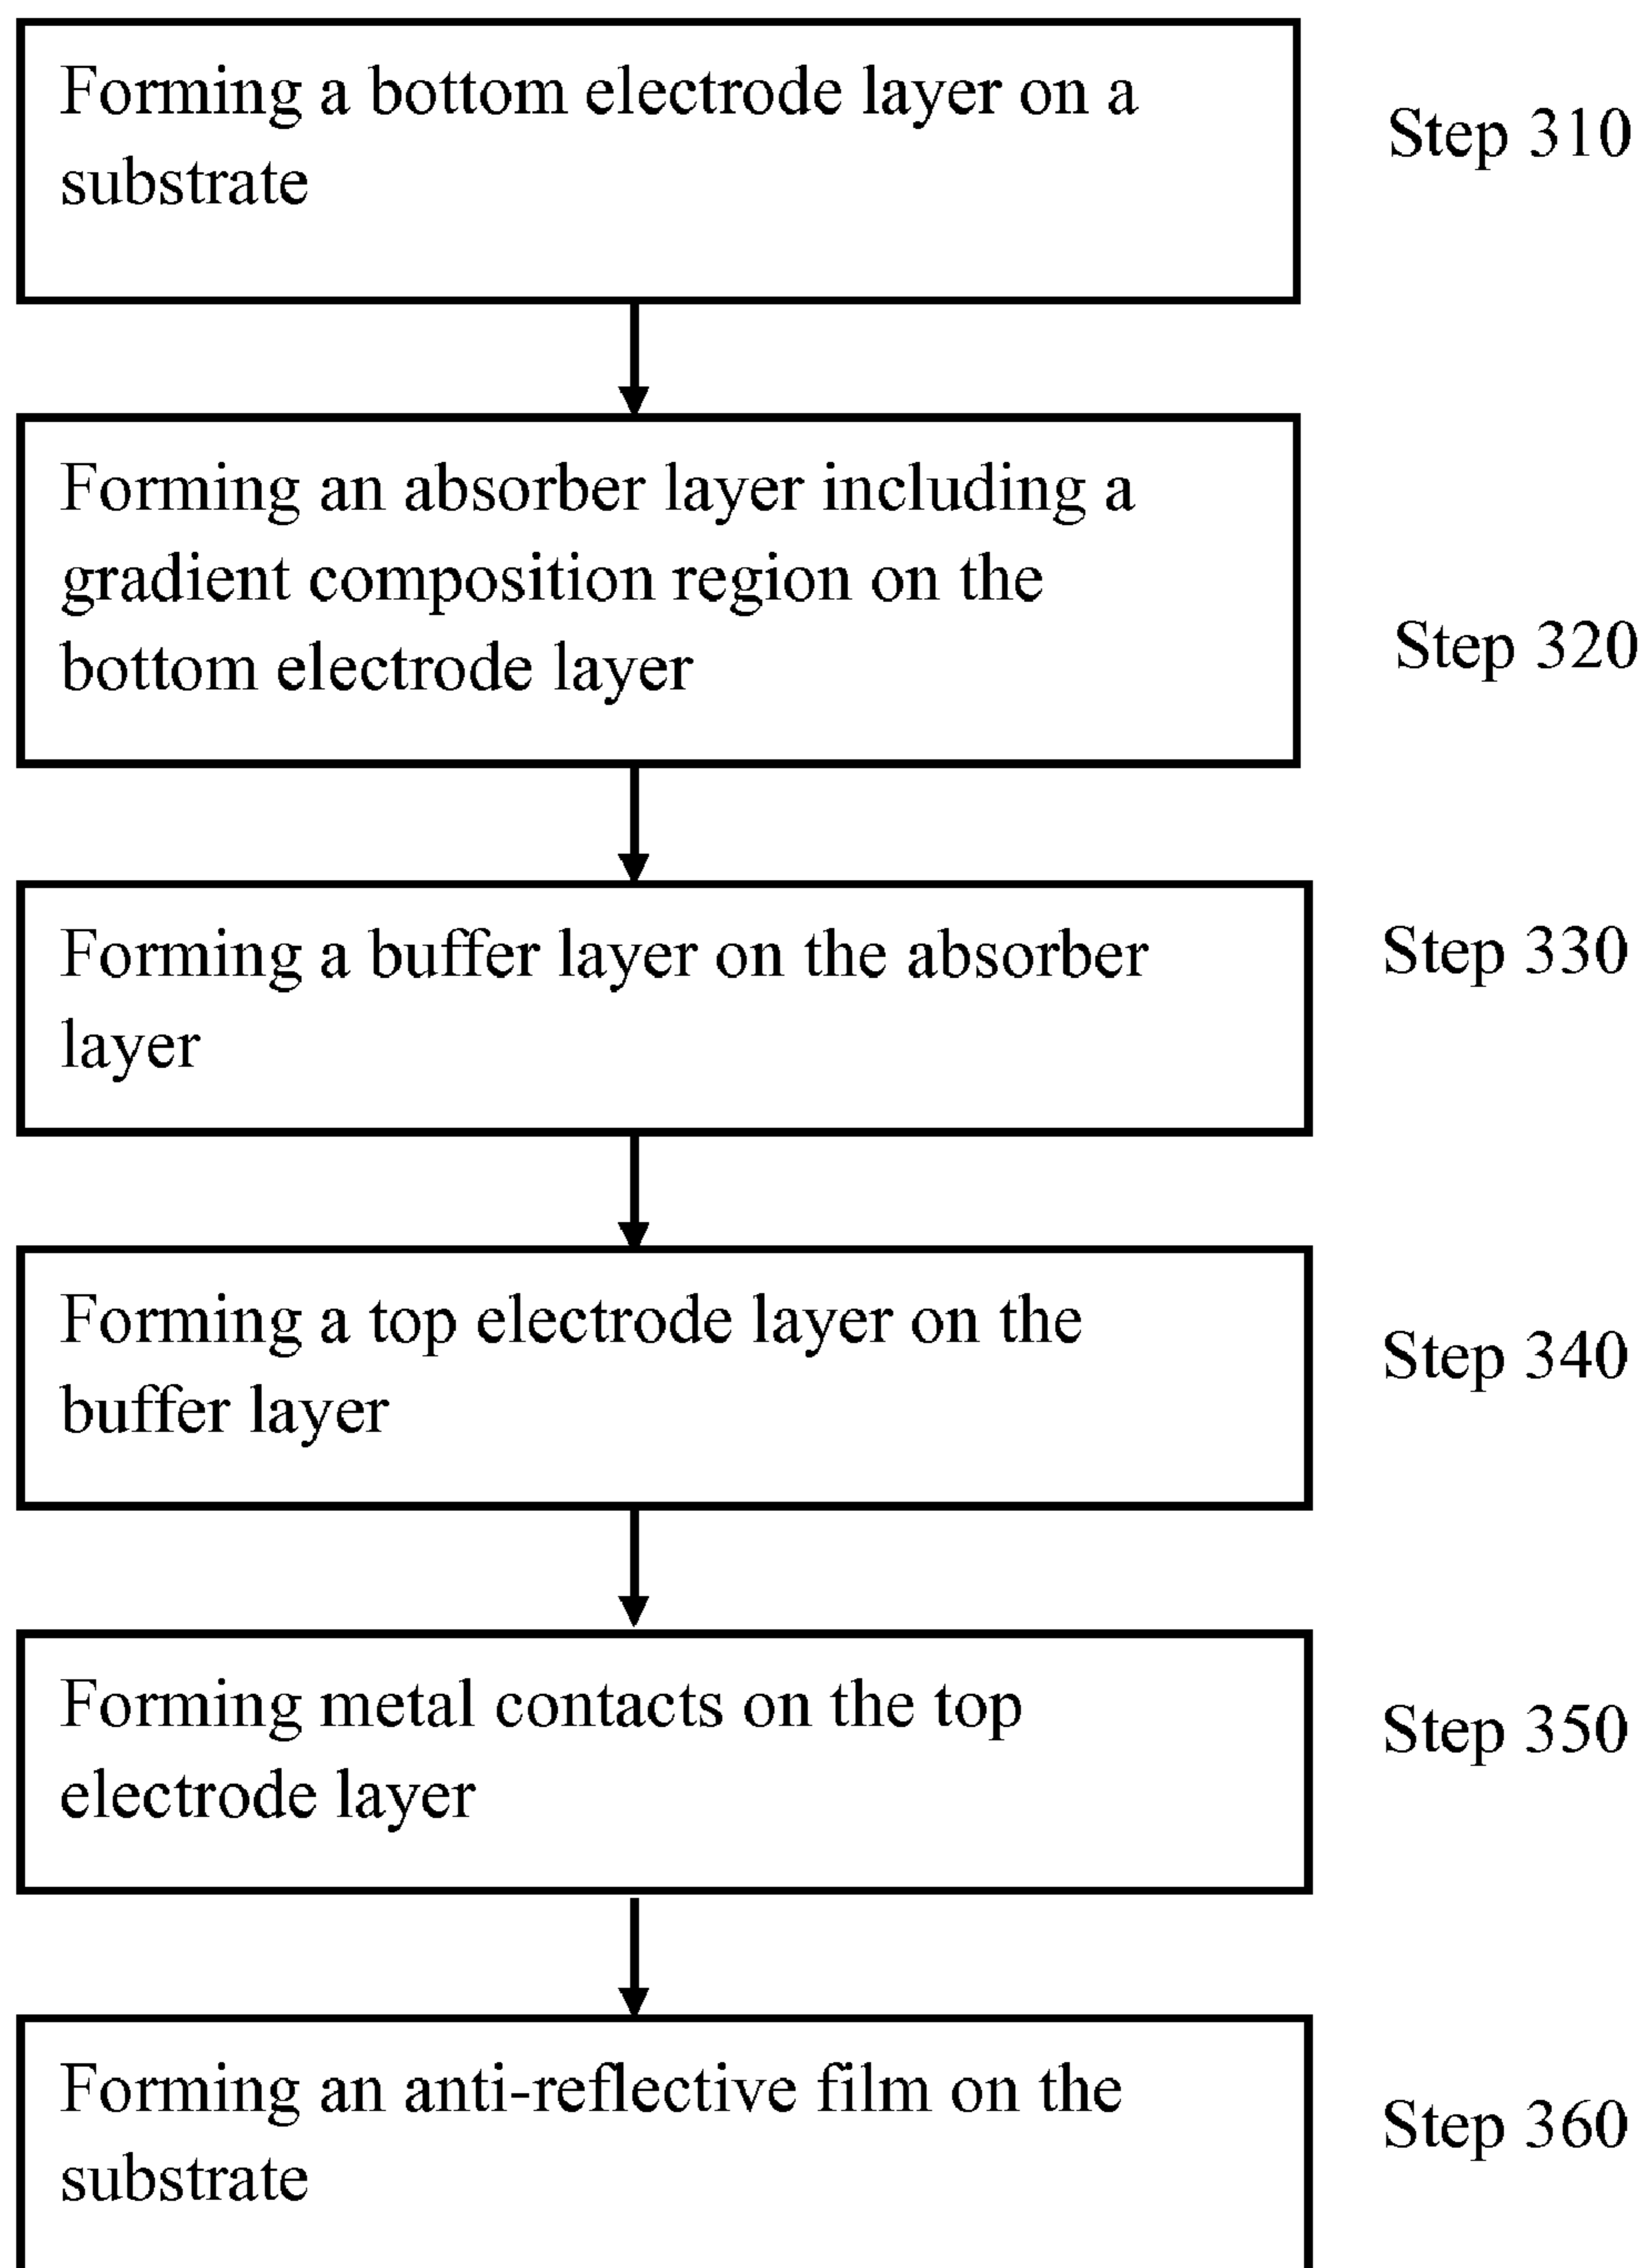 Forming a bottom electrode layer on a
substrate
Step 310
Forming an absorber layer including a
gradient composition region on the
bottom electrode layer
Step 320
Forming a buffer layer on the absorber
layer
Step 330
Forming a top electrode layer on the
buffer layer
Step 340
Forming metal contacts on the top
electrode layer
Step 350
Forming an anti-reflective film on the
substrate
Step 360